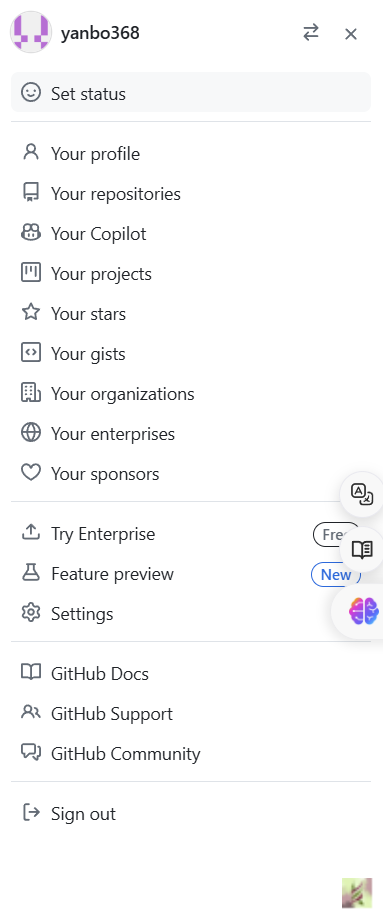 yanbo368
Set status
Your profile
Your repositories
Your Copilot
Your projects
Your stars
Your gists
Your organizations
Your enterprises
Your sponsors
Try Enterprise
Feature preview New
Settings
GitHub Docs
GitHub Support
GitHub Community
Sign out